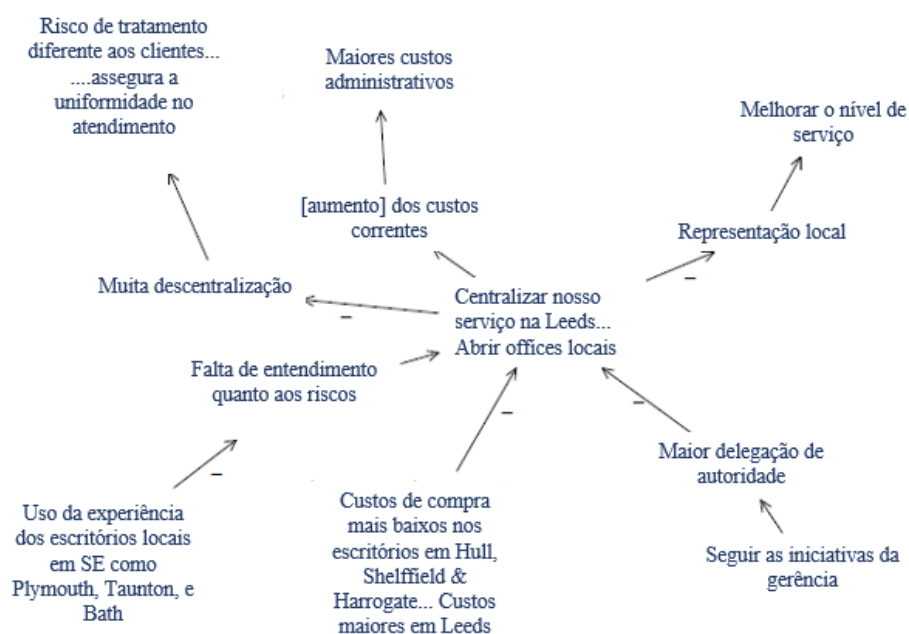 Risco de tratamento
diferente aos clientes...
....assegura a
uniformidade no
atendimento
Maiores custos
administrativos
Melhorar o nível de
serviço
[aumento] dos custos
correntes
Representação local
Muita descentralização
Centralizar nosso
serviço na Leeds...
Abrir offices locais
Falta de entendimento
quanto aos riscos
Maior delegação de
autoridade
Uso da experiência
dos escritórios locais
em SE como
Plymouth, Taunton, e
Bath
Custos de compra
mais baixos nos
escritórios em Hull,
Shelffield &
Harrogate... Custos
maiores em Leeds
Seguir as iniciativas da
gerência